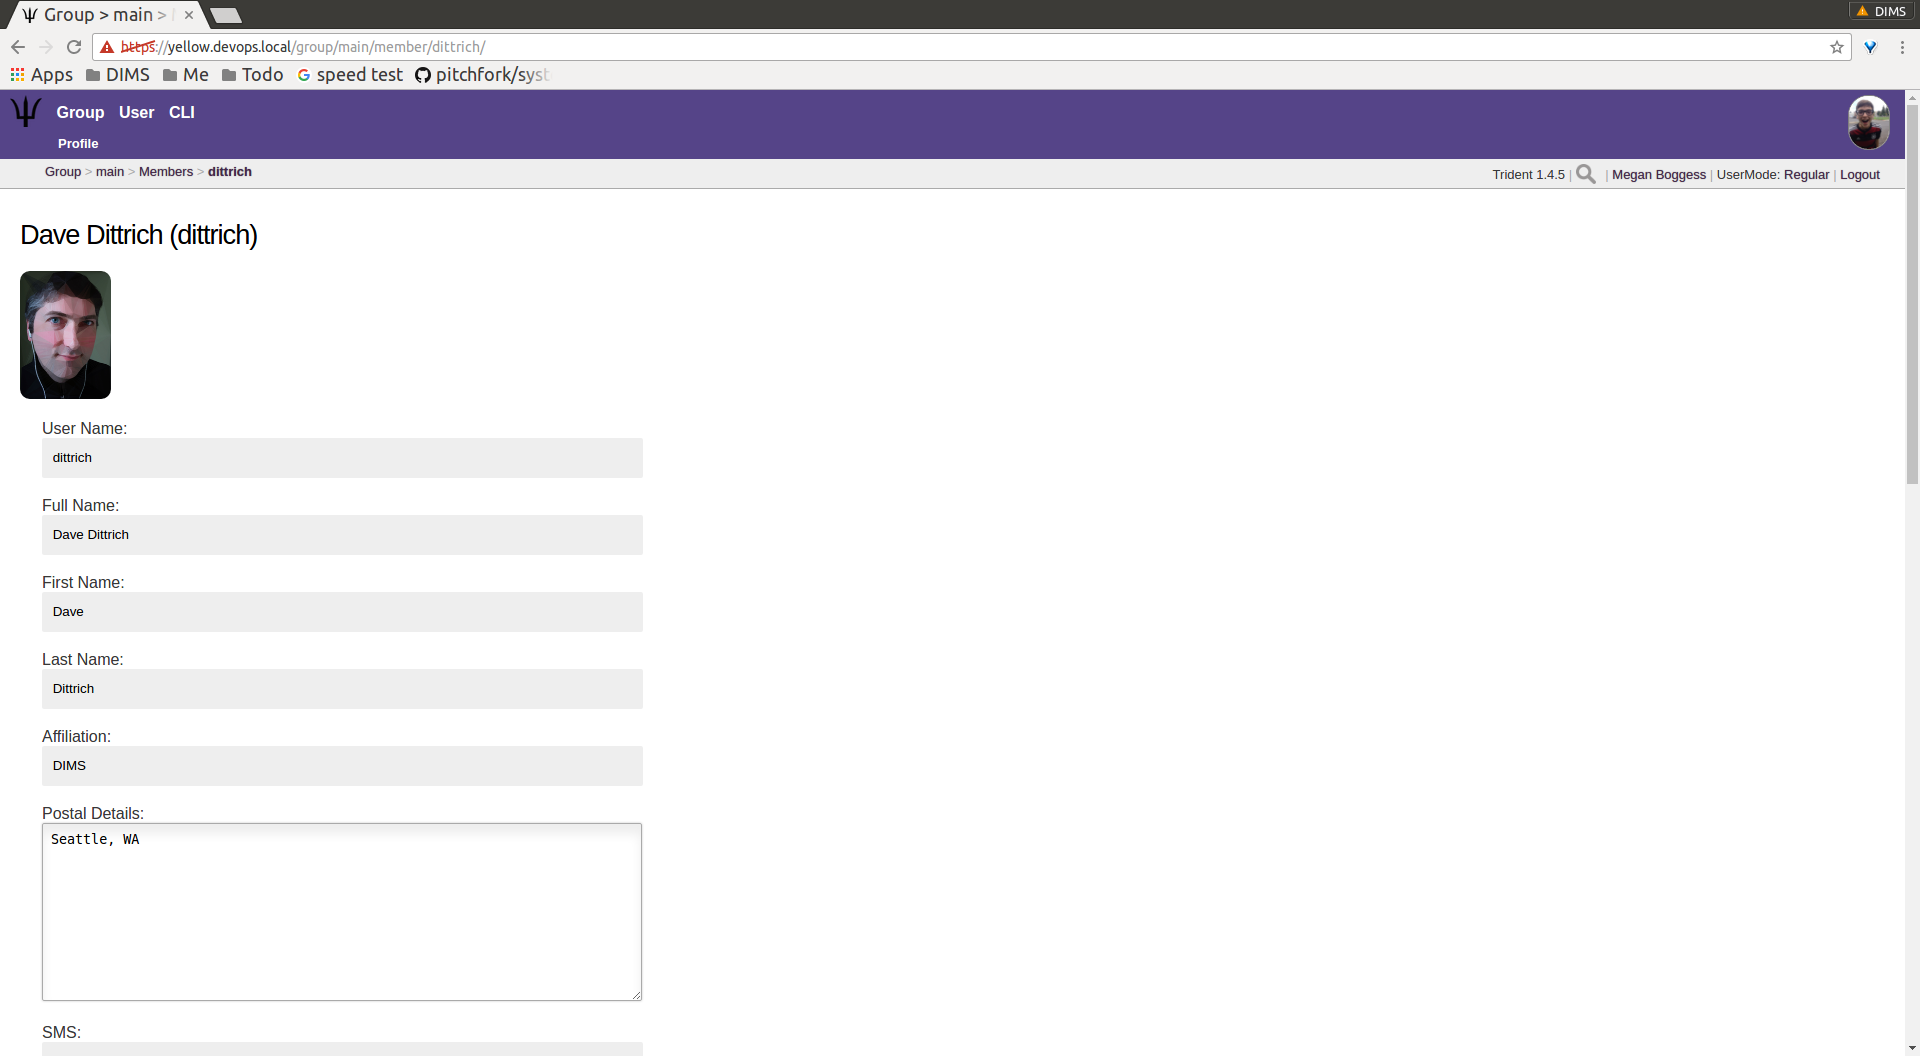 Group > main >
DIMS
https://yellow.devops.local/group/main/member/dittrich/
Apps DIMS Me Todo speed test pitchfork/syst
Group User CLI
Profile
Group > main > Members > dittrich
Trident 1.4.5 | | Megan Boggess | UserMode: Regular | Logout
Dave Dittrich (dittrich)
User Name:
dittrich
Full Name:
Dave Dittrich
First Name:
Dave
Last Name:
Dittrich
Affiliation:
DIMS
Postal Details:
Seattle, WA
SMS: